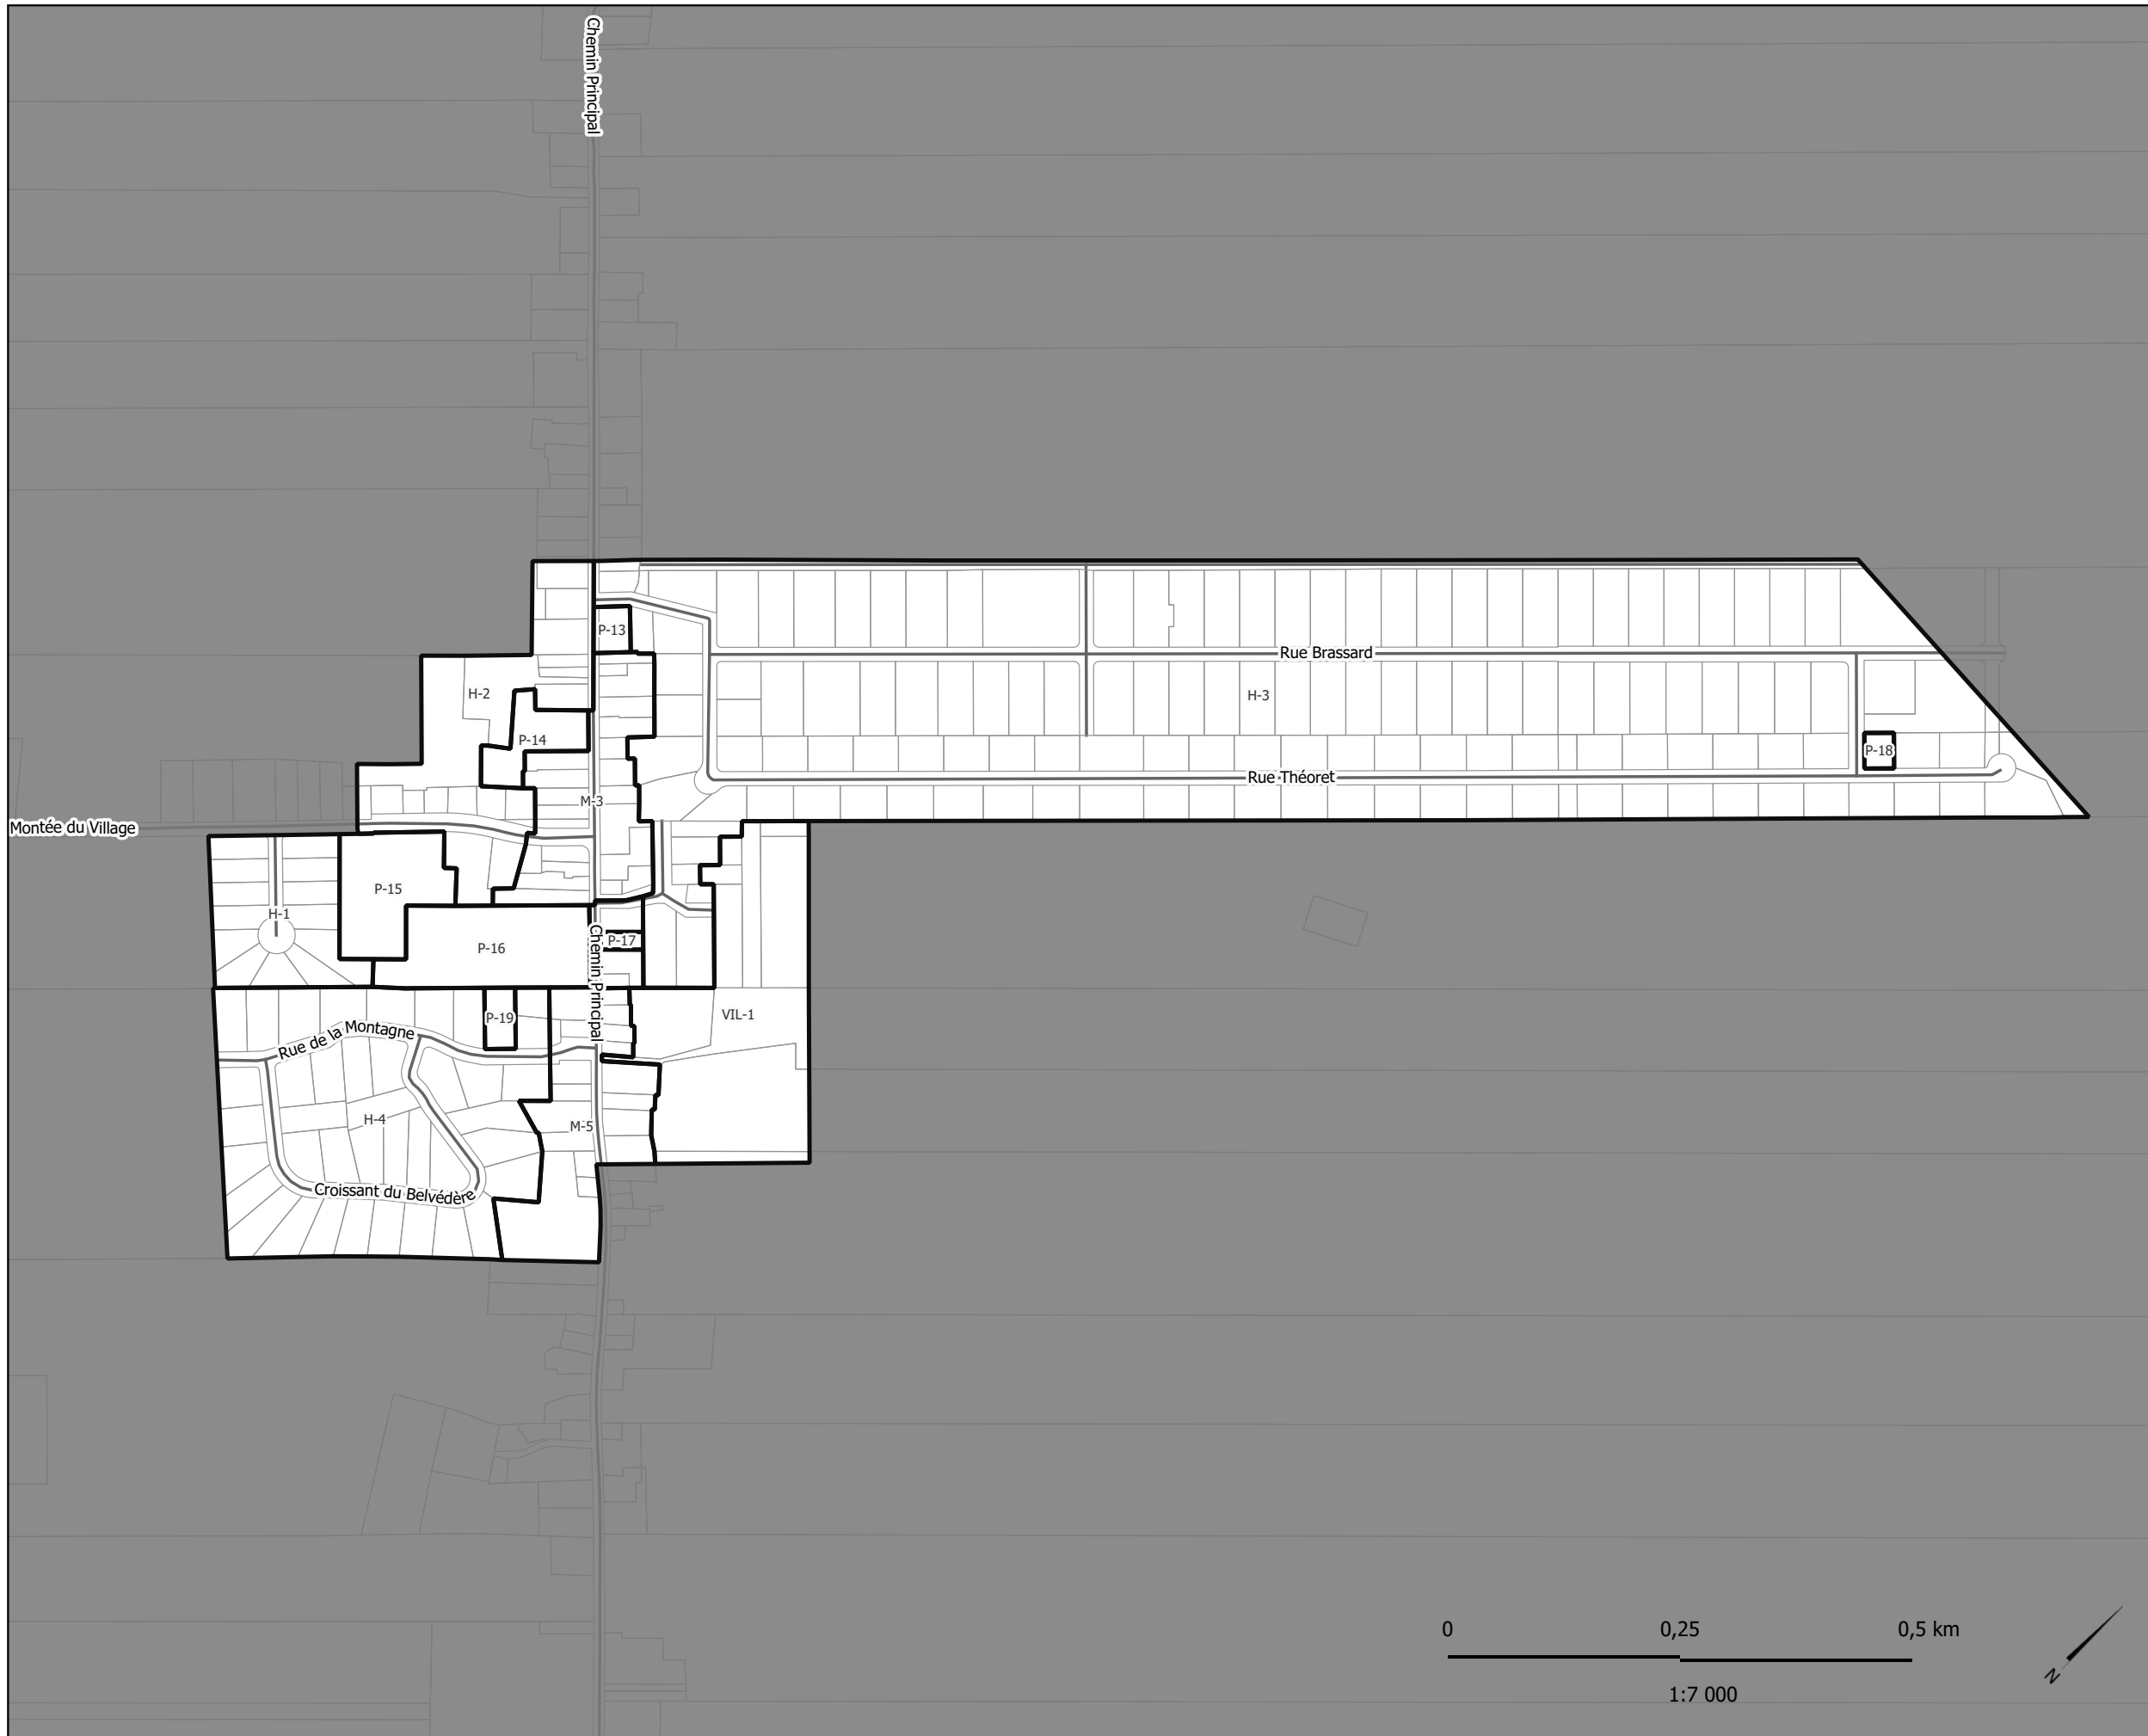 Chemin Principal
P-13
Rue Brassard
H-2
H-3
P-14
P-18
Rue Théoret
M-3
Montée du Village
P-15
H-1
P-17
P-16
Chemin Principal
VIL-1
P-19
Rue de la Montagne
H-4
M-5
Croissant du Belvédère
0 0,25 0,5 km
1:7 000
N